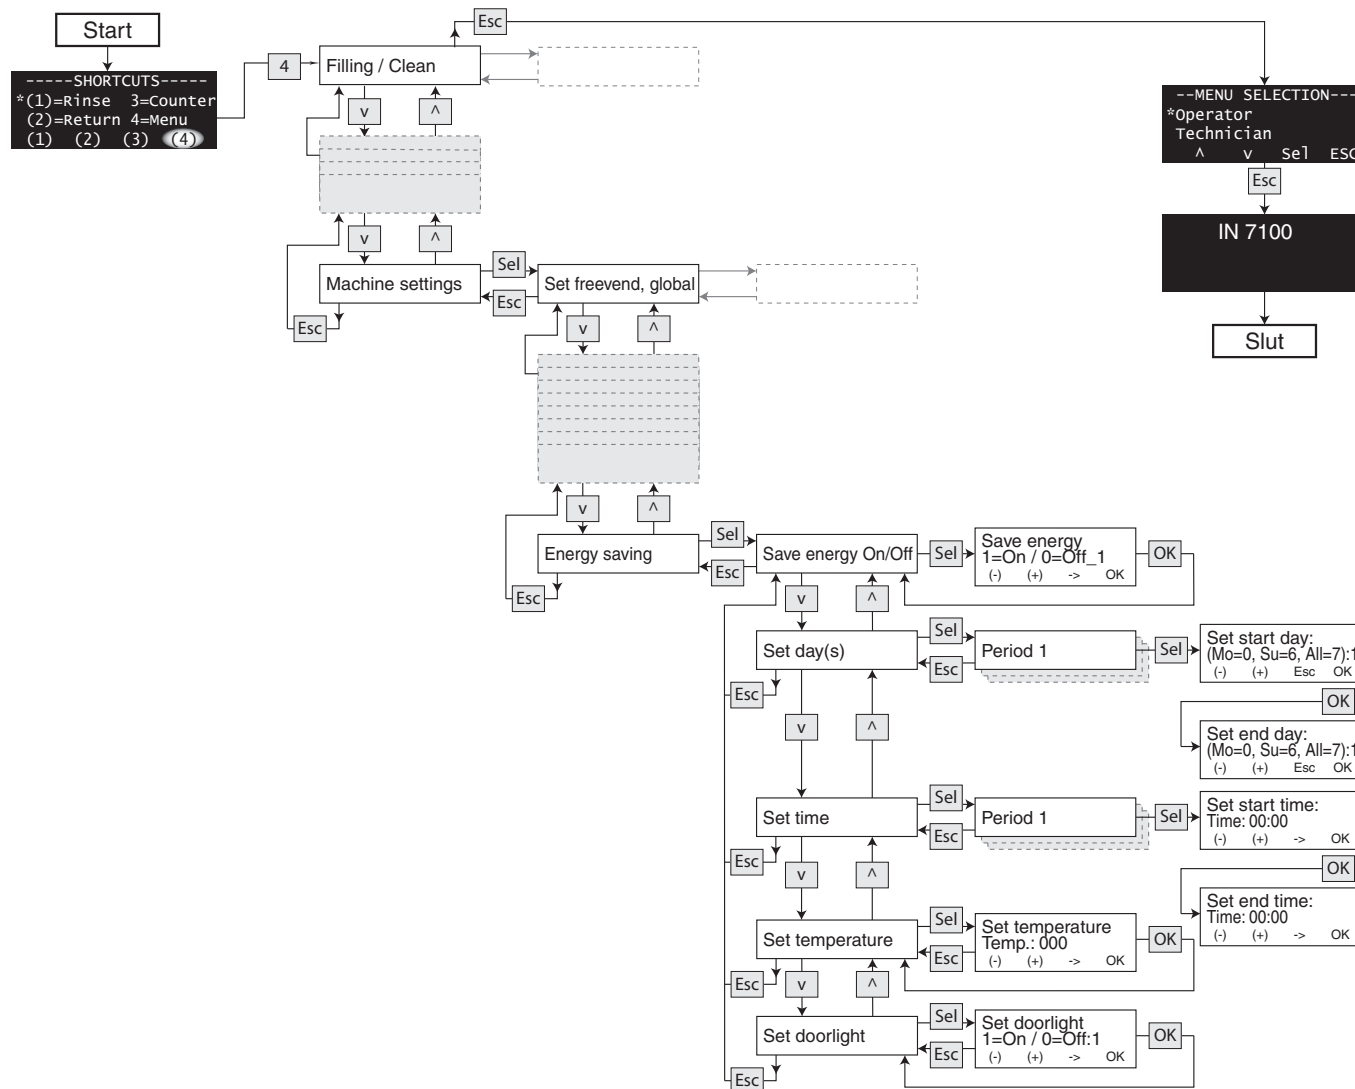 Start
-----SHORTCUTS-----
*(1)=Rinse 3=Counter
(2)=Return 4=Menu
(1) (2) (3) (4)
4
Filling / Clean
Esc
v
^
v
^
--MENU SELECTION---
*Operator
Technician
^ v Sel ESC
Esc
IN 7100
Slut
Machine settings
Sel
Esc
Set freevend, global
Esc
v
^
v
^
Energy saving
Sel
Esc
Esc
Save energy On/Off
Sel
Save energy
1=On / 0=Off_1
(-) (+) -> OK
OK
v
^
Set day(s)
Sel
Esc
Period 1
Sel
Set start day:
(Mo=0, Su=6, All=7):1
(-) (+) Esc OK
Esc
OK
v
^
Set end day:
(Mo=0, Su=6, All=7):1
(-) (+) Esc OK
Set time
Sel
Esc
Period 1
Sel
Set start time:
Time: 00:00
(-) (+) -> OK
Esc
v
^
OK
Set end time:
Time: 00:00
(-) (+) -> OK
Set temperature
Sel
Esc
Set temperature
Temp.: 000
(-) (+) -> OK
OK
Esc
v
^
Set doorlight
Sel
Esc
Set doorlight
1=On / 0=Off:1
(-) (+) -> OK
OK
Esc